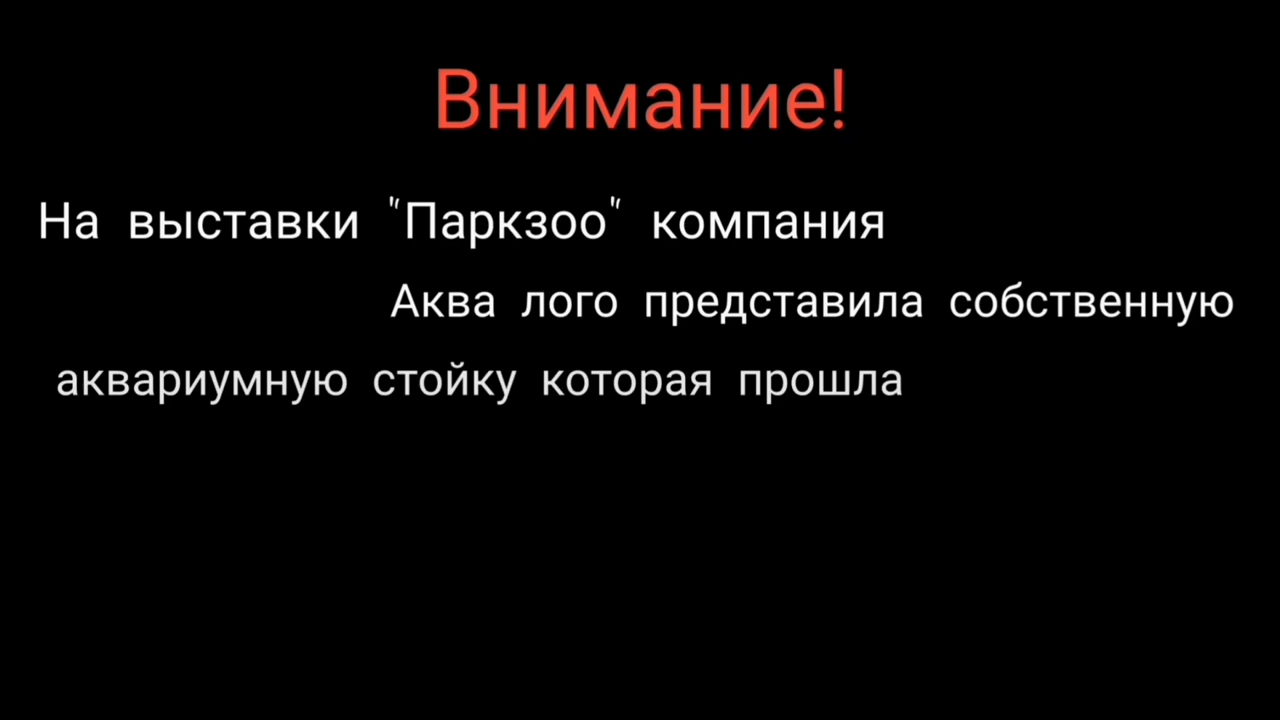 Внимание!
На выставки "Паркзоо" компания
Аква лого представила собственную
аквариумную стойку которая прошла